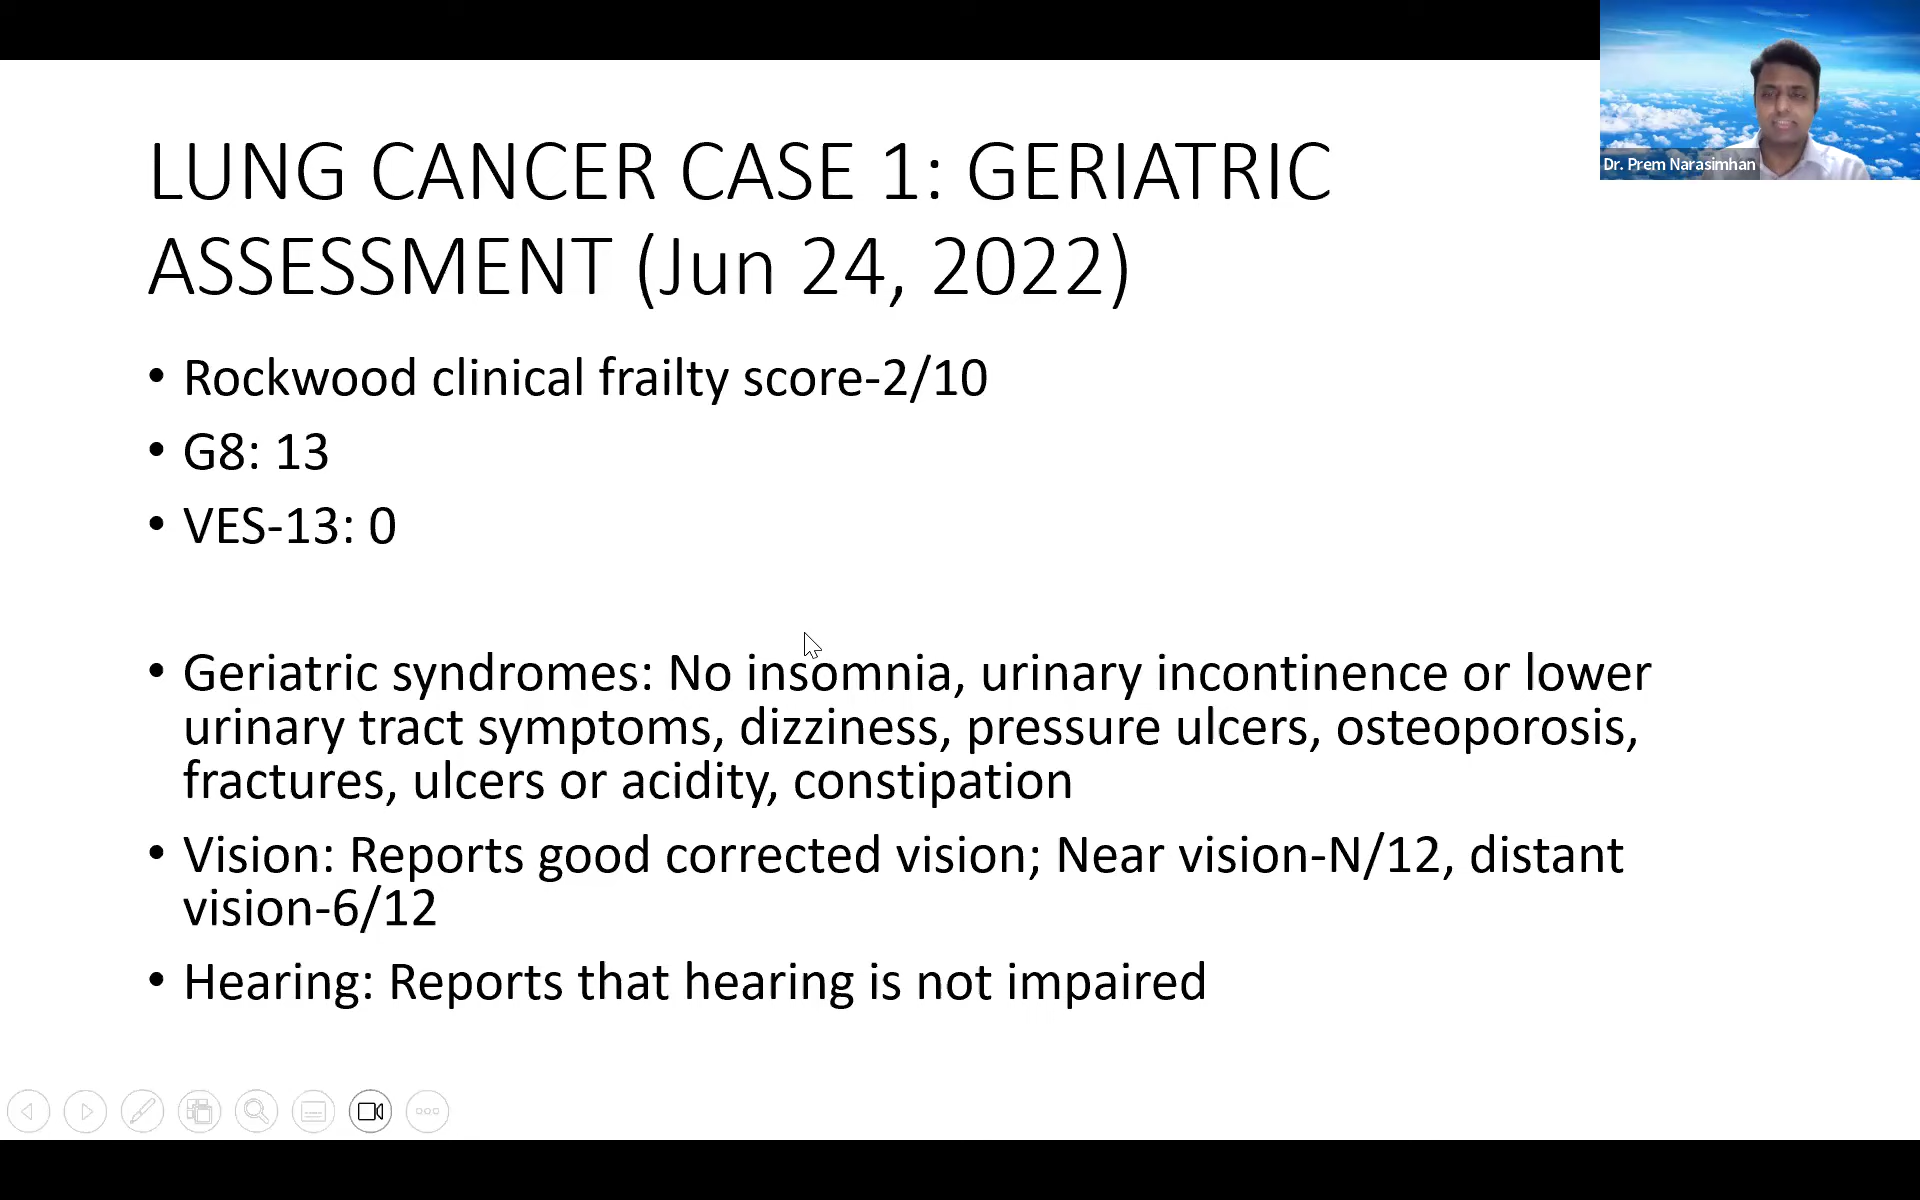 Dr. Prem Narasimhan
LUNG CANCER CASE 1: GERIATRIC
ASSESSMENT (Jun 24, 2022)
• Rockwood clinical frailty score-2/10
• G8: 13
• VES-13: 0
• Geriatric syndromes: No insomnia, urinary incontinence or lower
urinary tract symptoms, dizziness, pressure ulcers, osteoporosis,
fractures, ulcers or acidity, constipation
• Vision: Reports good corrected vision; Near vision-N/12, distant
vision-6/12
• Hearing: Reports that hearing is not impaired